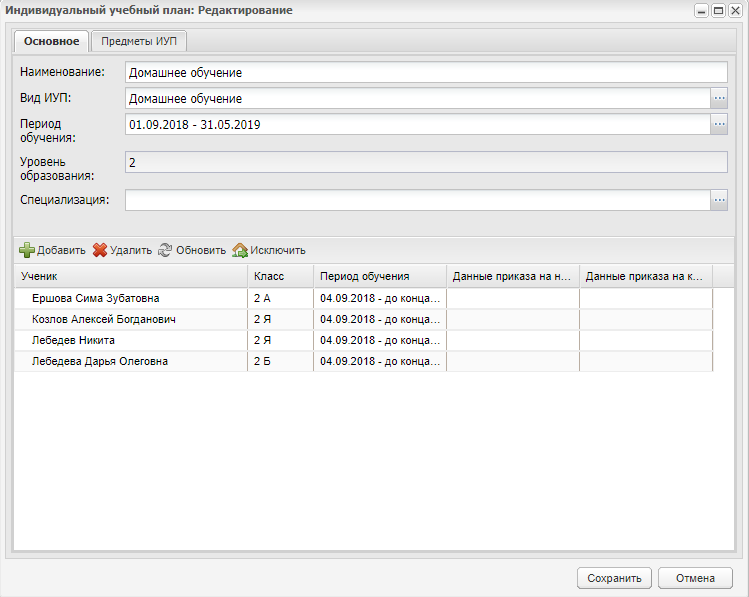 Индивидуальный учебный план: Редактирование
Основное Предметы ИУП
Наименование: Домашнее обучение
Вид ИУП: Домашнее обучение
Период обучения: 01.09.2018 - 31.05.2019
Уровень образования: 2
Специализация:
Добавить Удалить Обновить Исключить
Ученик Класс Период обучения Данные приказа на н... Данные приказа на к...
Ершова Сима Зубатовна 2 А 04.09.2018 - до конца...
Козлов Алексей Богданович 2 Я 04.09.2018 - до конца...
Лебедев Никита 2 Я 04.09.2018 - до конца...
Лебедева Дарья Олеговна 2 Б 04.09.2018 - до конца...
Сохранить Отмена